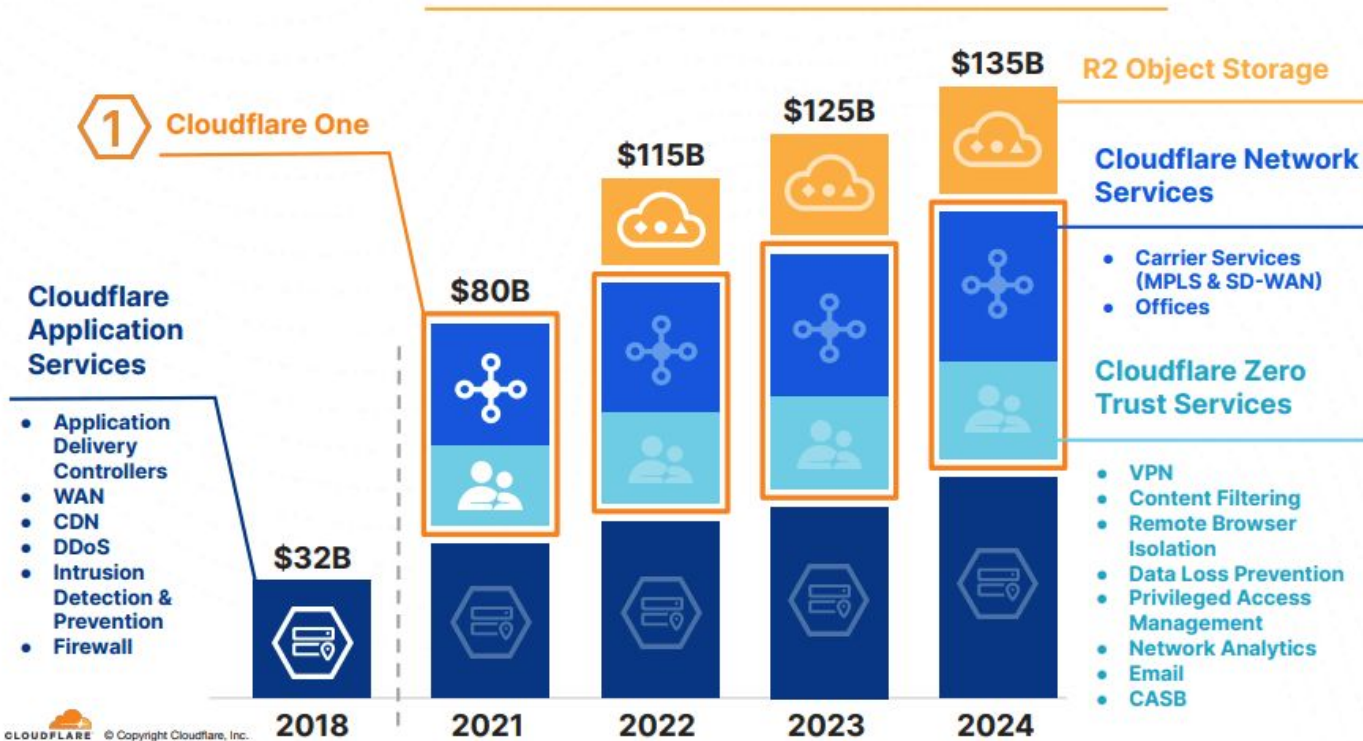 1
Cloudflare One
Cloudflare
Application
Services
● Application
Delivery
Controllers
● WAN
● CDN
● DDoS
● Intrusion
Detection &
Prevention
● Firewall
$32B
$80B
$115B
$125B
$135B
R2 Object Storage
Cloudflare Network
Services
● Carrier Services
(MPLS & SD-WAN)
● Offices
Cloudflare Zero
Trust Services
● VPN
● Content Filtering
● Remote Browser
Isolation
● Data Loss Prevention
● Privileged Access
Management
● Network Analytics
● Email
● CASB
2018
2021
2022
2023
2024
CLOUDFLARE © Copyright Cloudflare, Inc.